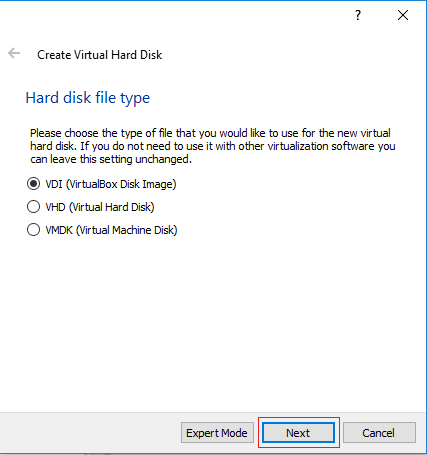 ?
Create Virtual Hard Disk
Hard disk file type
Please choose the type of file that you would like to use for the new virtual
hard disk. If you do not need to use it with other virtualization software you
can leave this setting unchanged.
VDI (VirtualBox Disk Image)
VHD (Virtual Hard Disk)
VMDK (Virtual Machine Disk)
Expert Mode Next Cancel